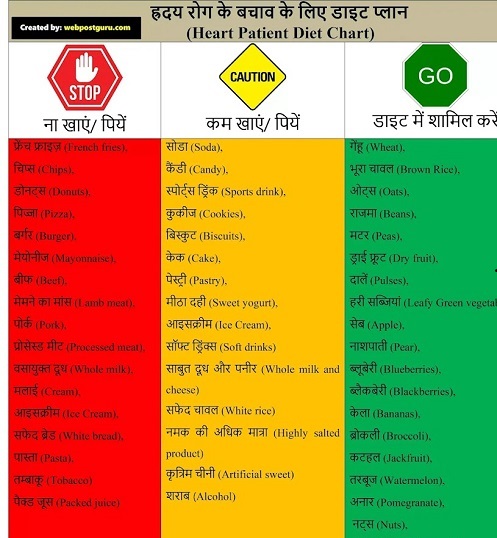 ह्रदय रोग के बचाव के लिए डाइट प्लान
Created by: webpostguru.com
(Heart Patient Diet Chart)
STOP
ना खाएं/ पियें
फ्रेंच फ्राइज़ (French fries),
चिप्स (Chips),
डोनट्स (Donuts),
पिज्जा (Pizza),
बर्गर (Burger),
मेयोनीज (Mayonnaise),
बीफ (Beef),
मेमने का मांस (Lamb meat),
पोर्क (Pork),
प्रोसेस्ड मीट (Processed meat),
वसायुक्त दूध (Whole milk),
मलाई (Cream),
आइसक्रीम (Ice Cream),
सफेद ब्रेड (White bread),
पास्ता (Pasta),
तम्बाकू (Tobacco)
पैक्ड जूस (Packed juice)
CAUTION
कम खाएं/ पियें
सोडा (Soda),
कैंडी (Candy),
स्पोर्ट्स ड्रिंक (Sports drink),
कुकीज (Cookies),
बिस्कुट (Biscuits),
केक (Cake),
पेस्ट्री (Pastry),
मीठा दही (Sweet yogurt),
आइसक्रीम (Ice Cream),
सॉफ्ट ड्रिंक्स (Soft drinks)
साबुत दूध और पनीर (Whole milk and
cheese)
सफेद चावल (White rice)
नमक की अधिक मात्रा (Highly salted
product)
कृत्रिम चीनी (Artificial sweet)
शराब (Alcohol)
GO
डाइट में शामिल करें
गेंहू (Wheat),
भूरा चावल (Brown Rice),
ओट्स (Oats),
राजमा (Beans),
मटर (Peas),
ड्राई फ्रूट (Dry fruit),
दालें (Pulses),
हरी सब्जियां (Leafy Green vegetal
सेब (Apple),
नाशपाती (Pear),
ब्लूबेरी (Blueberries),
ब्लैकबेरी (Blackberries),
केला (Bananas),
ब्रोकली (Broccoli),
कटहल (Jackfruit),
तरबूज (Watermelon),
अनार (Pomegranate),
नट्स (Nuts),